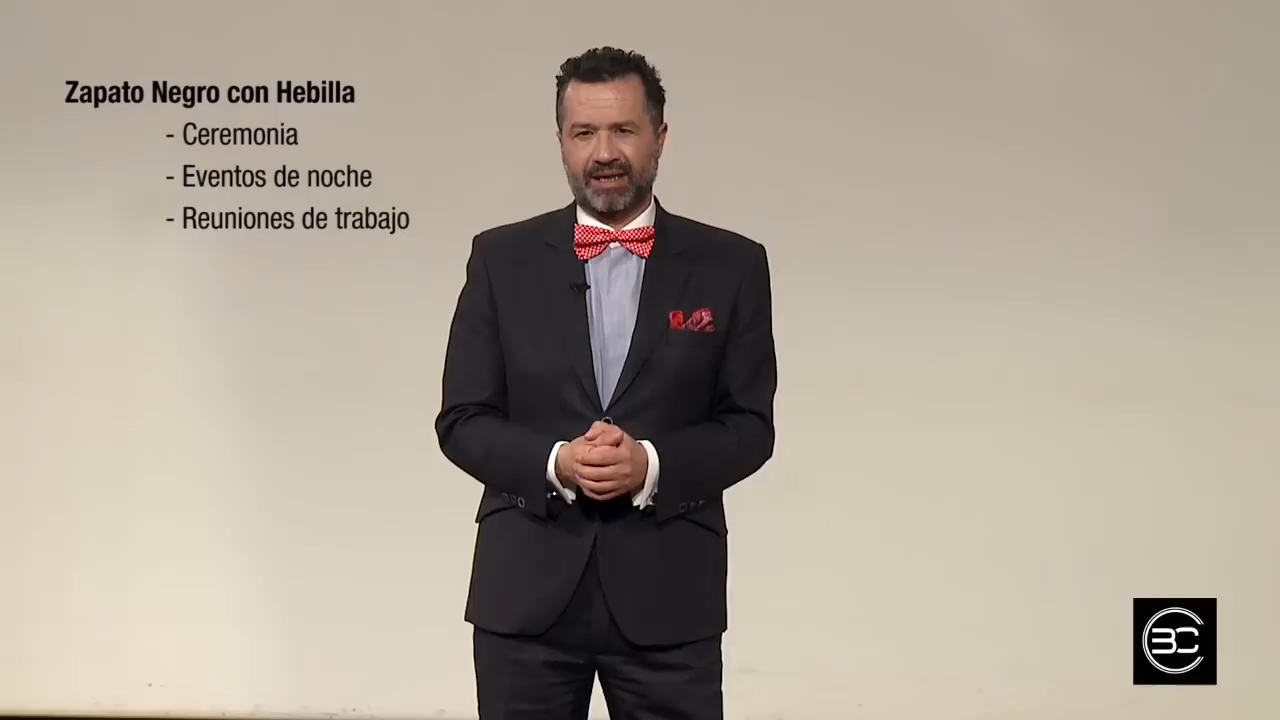 Zapato Negro con Hebilla
- Ceremonia
- Eventos de noche
- Reuniones de trabajo
BC